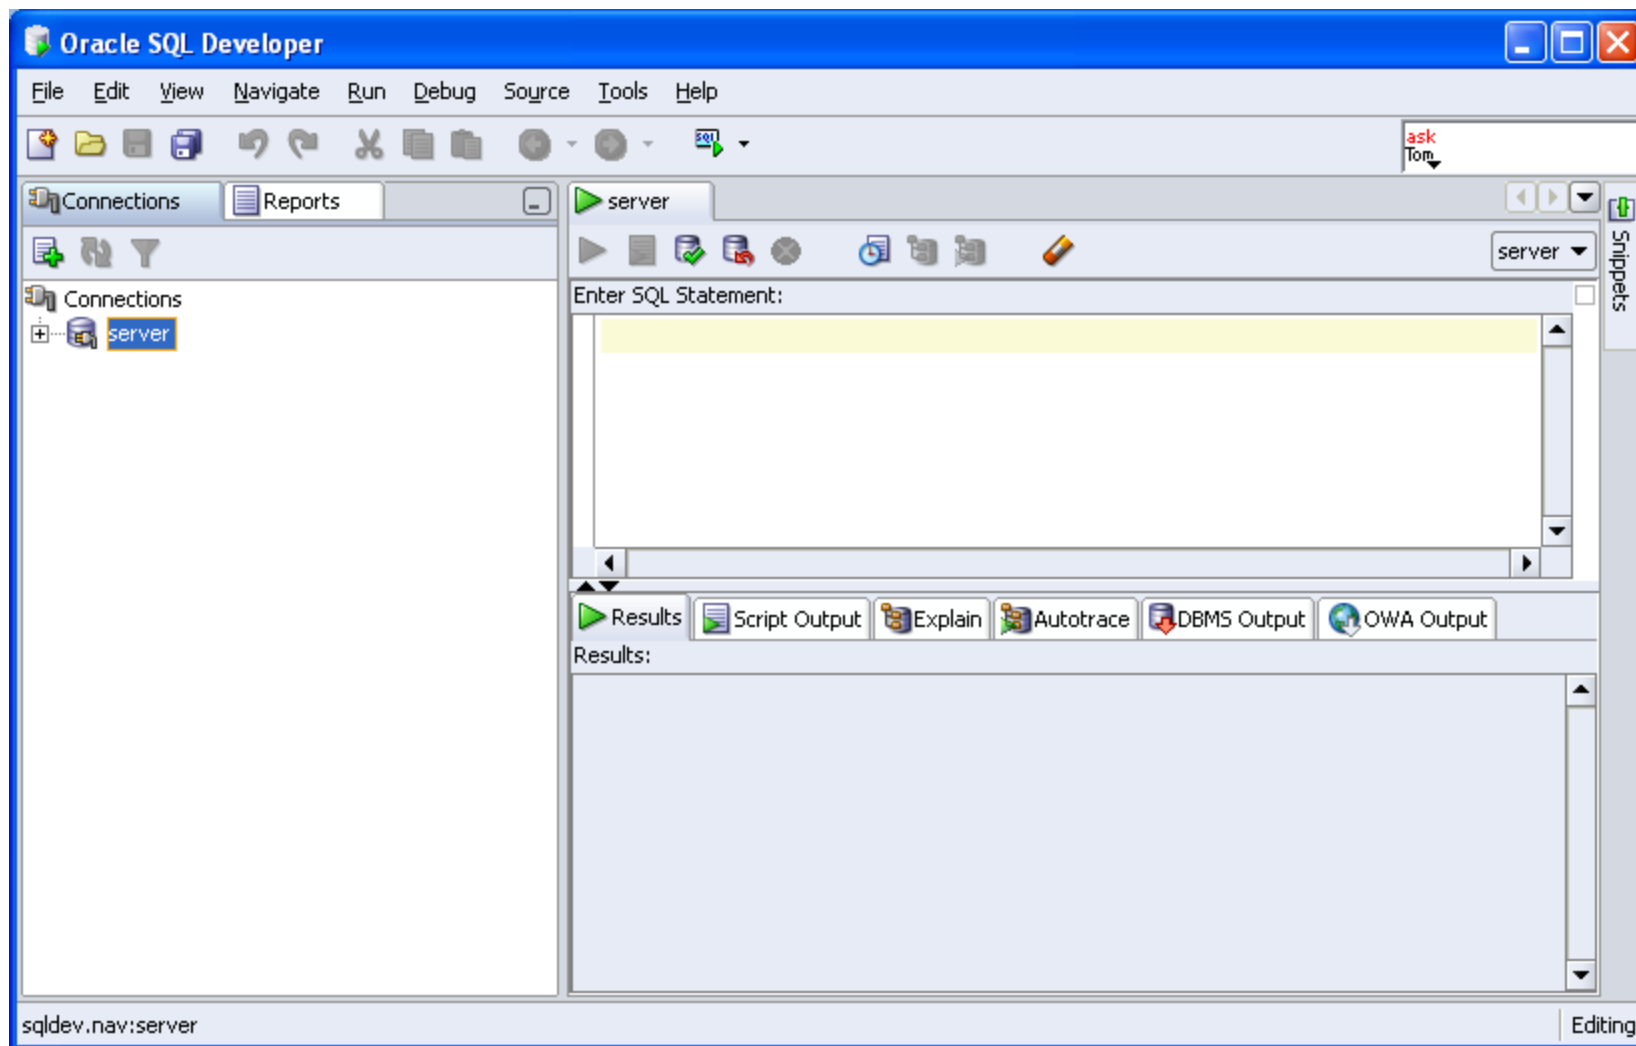 Oracle SQL Developer
File Edit View Navigate Run Debug Source Tools Help
SQL
ask
Tom
Connections Reports
server
server
Snippets
Connections
server
Enter SQL Statement:
Results Script Output Explain Autotrace DBMS Output OWA Output
Results:
sqldev.nav:server
Editing